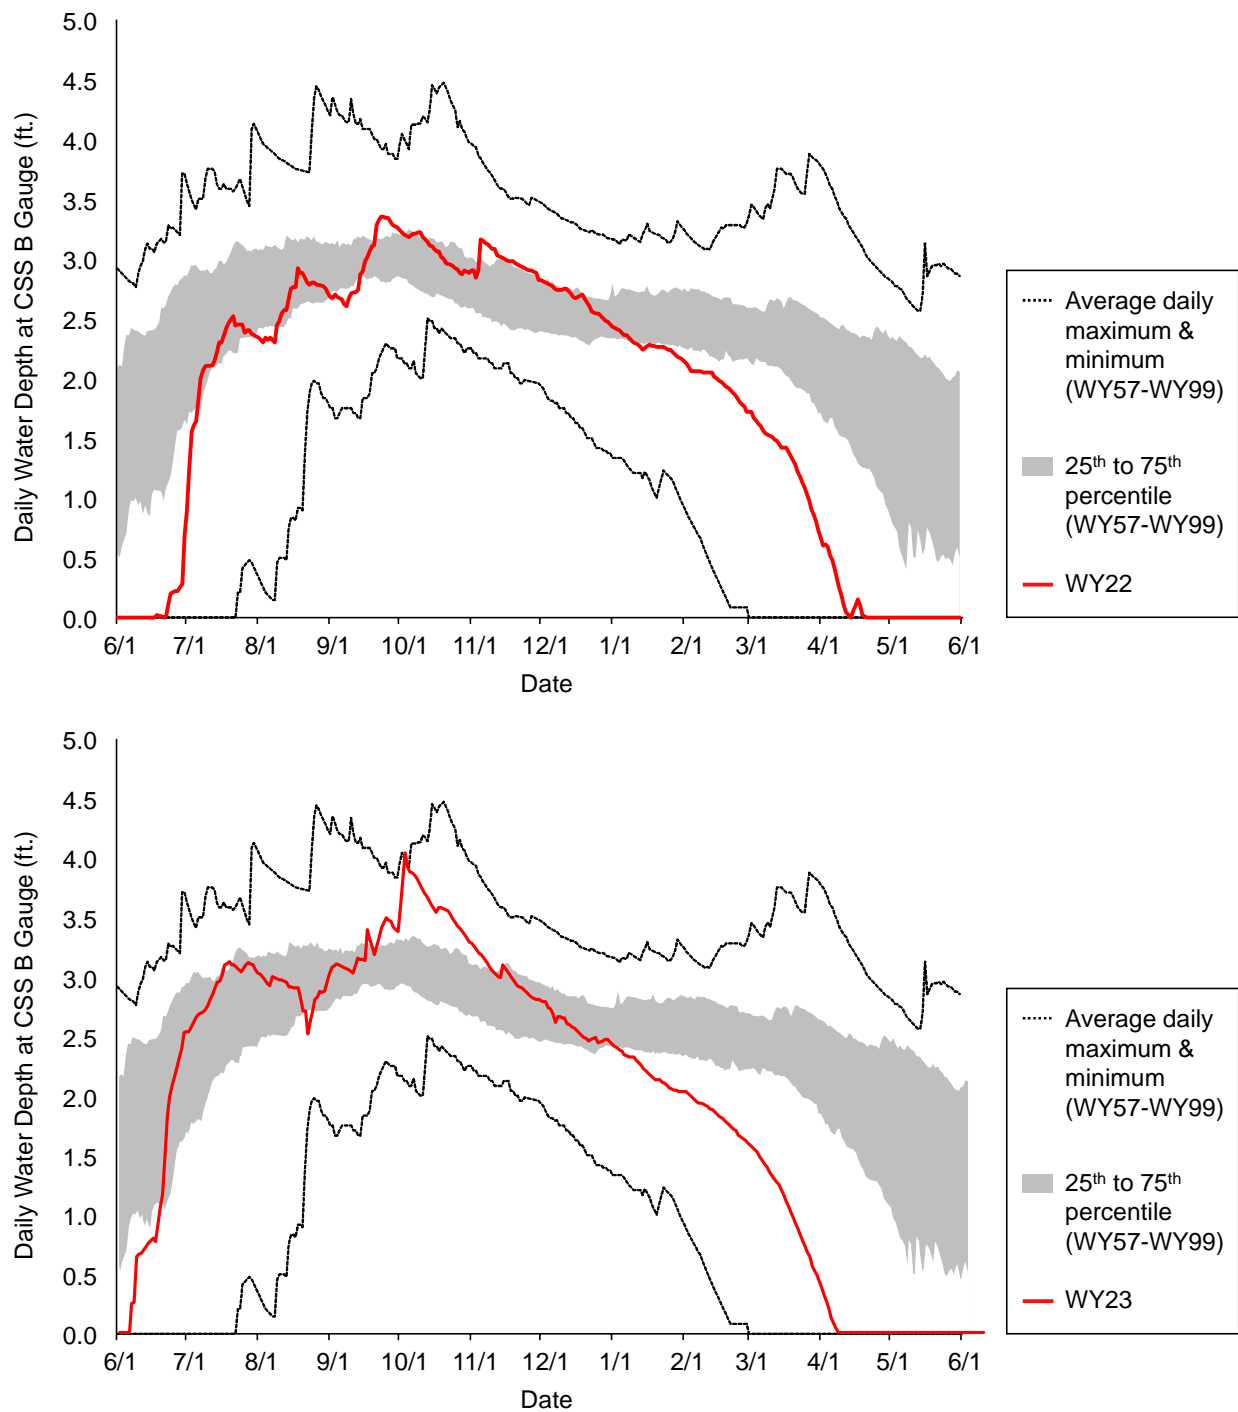 Daily Water Depth at CSS B Gauge (ft.)
5.0
4.5
4.0
3.5
3.0
2.5
2.0
1.5
1.0
0.5
0.0
6/1 7/1 8/1 9/1 10/1 11/1 12/1 1/1 2/1 3/1 4/1 5/1 6/1
Date
Average daily
maximum &
minimum
(WY57-WY99)
25th to 75th
percentile
(WY57-WY99)
WY22
Daily Water Depth at CSS B Gauge (ft.)
5.0
4.5
4.0
3.5
3.0
2.5
2.0
1.5
1.0
0.5
0.0
6/1 7/1 8/1 9/1 10/1 11/1 12/1 1/1 2/1 3/1 4/1 5/1 6/1
Date
Average daily
maximum &
minimum
(WY57-WY99)
25th to 75th
percentile
(WY57-WY99)
WY23